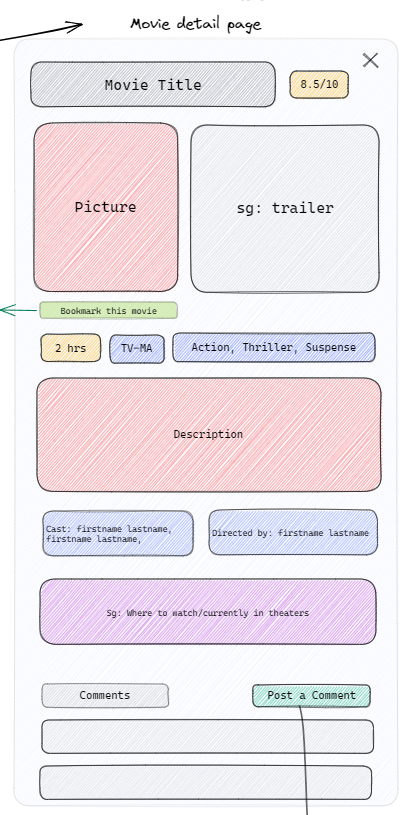 Movie detail page
Movie Title
8.5/10
Picture
sg: trailer
Bookmark this movie
2 hrs
TV-MA
Action, Thriller, Suspense
Description
Cast: firstname lastname,
firstname lastname,
Directed by: firstname lastname
Sg: Where to watch/currently in theaters
Comments
Post a Comment